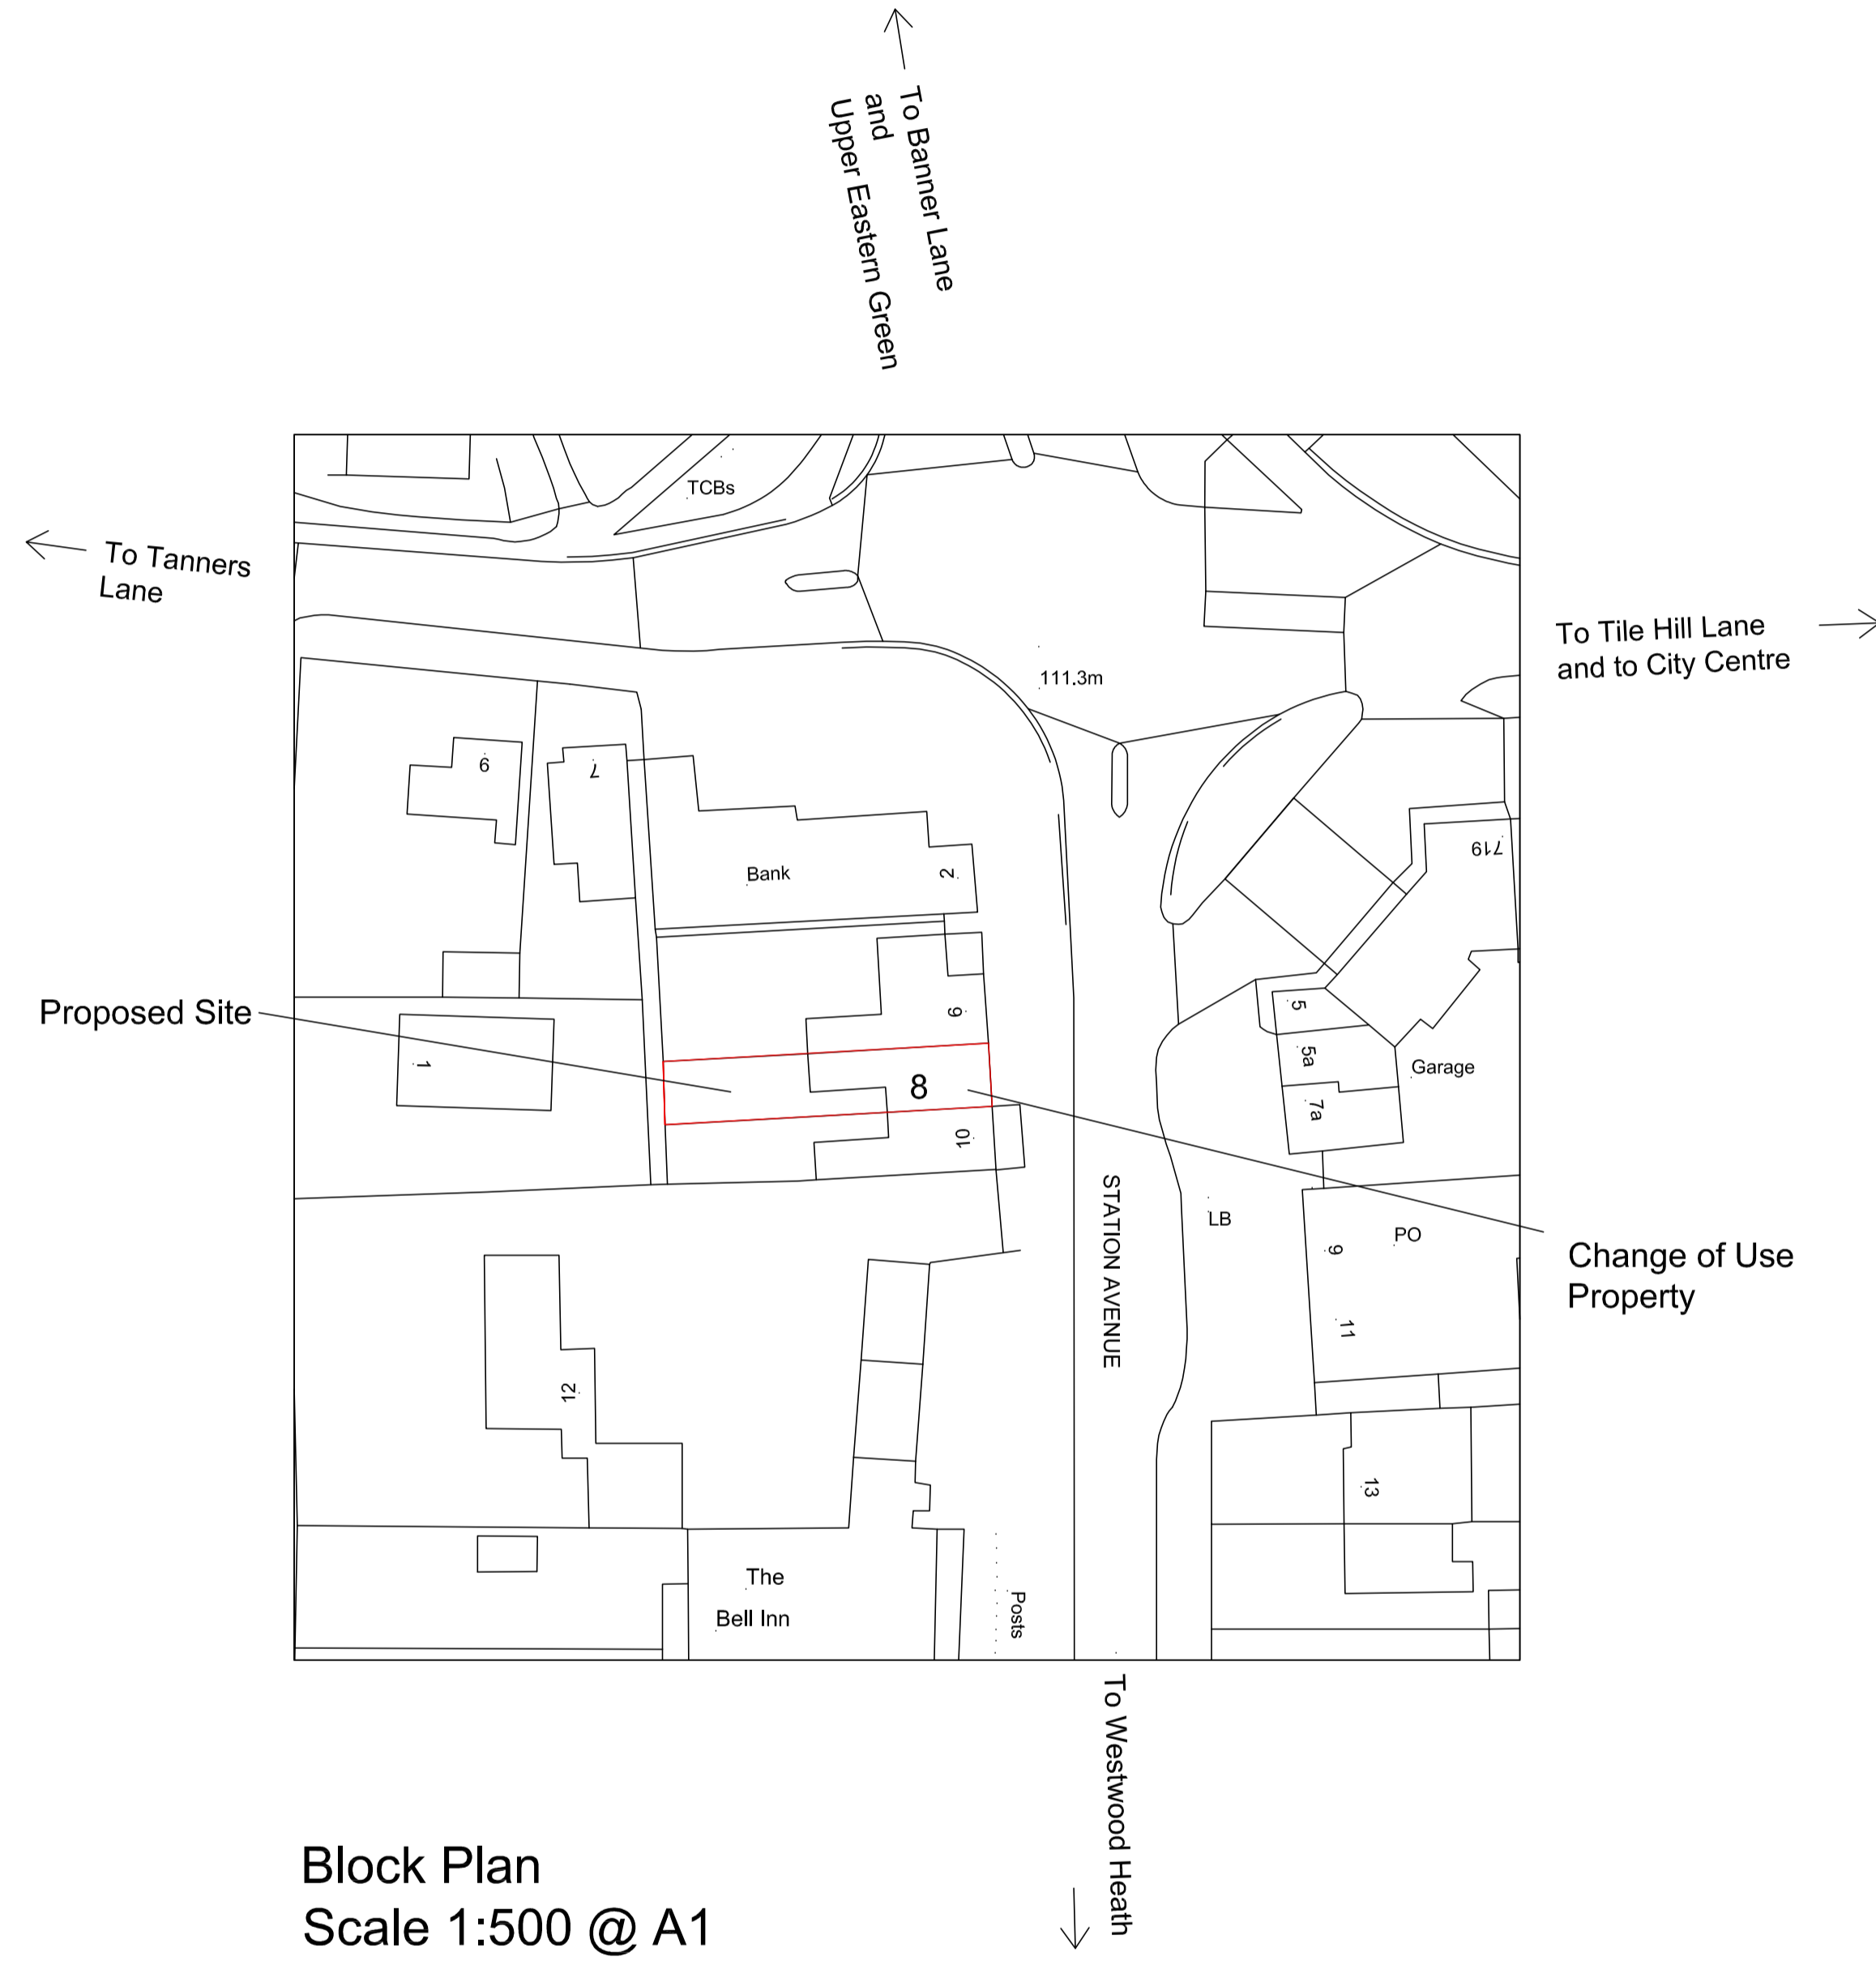 To Banner Lane
and
Upper Eastern Green
To Tanners
Lane
TCBs
To Tile Hill Lane
and to City Centre
111.3m
9
7
Bank
2
719
Proposed Site
1
6
8
10
5
5a
7a
Garage
STATION AVENUE
LB
PO
9
11
Change of Use
Property
12
13
The
Bell Inn
Posts
To Westwood Heath
Block Plan
Scale 1:500 @ A1